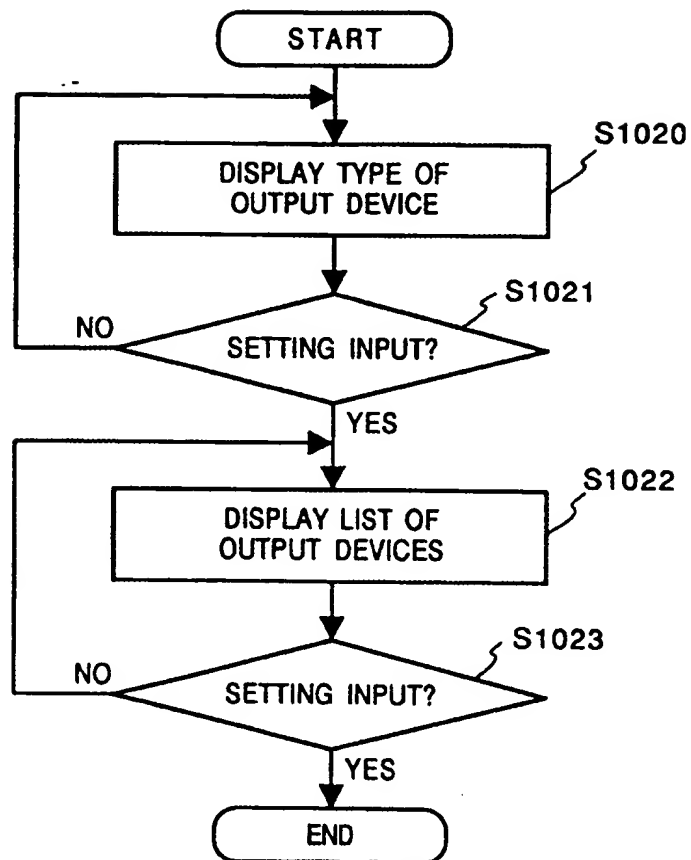 START
S1020
DISPLAY TYPE OF
OUTPUT DEVICE
S1021
NO
SETTING INPUT?
YES
S1022
DISPLAY LIST OF
OUTPUT DEVICES
S1023
NO
SETTING INPUT?
YES
END